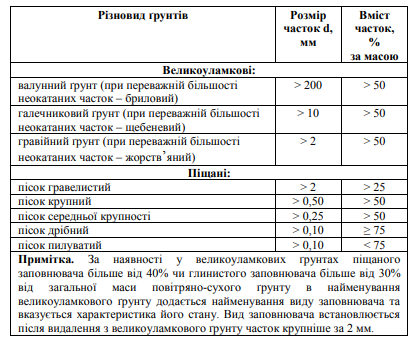 Різновид ґрунтів Розмір Вміст
часток d, часток,
мм %
за масою
Великоуламкові:
валунний ґрунт (при переважній більшості > 200 > 50
неокатаних часток – бриловий)
галечниковий ґрунт (при переважній більшості > 10 > 50
неокатаних часток – щебеневий)
гравійний ґрунт (при переважній більшості > 2 > 50
неокатаних часток – жорств’яний)
Піщані:
пісок гравелистий > 2 > 25
пісок крупний > 0,50 > 50
пісок середньої крупності > 0,25 > 50
пісок дрібний > 0,10 ≥ 75
пісок пилуватий > 0,10 < 75
Примітка. За наявності у великоуламкових ґрунтах піщаного
заповнювача більше від 40% чи глинистого заповнювача більше від 30%
від загальної маси повітряно-сухого ґрунту в найменування
великоуламкового ґрунту додається найменування виду заповнювача та
вказується характеристика його стану. Вид заповнювача встановлюється
після видалення з великоуламкового ґрунту часток крупніше за 2 мм.